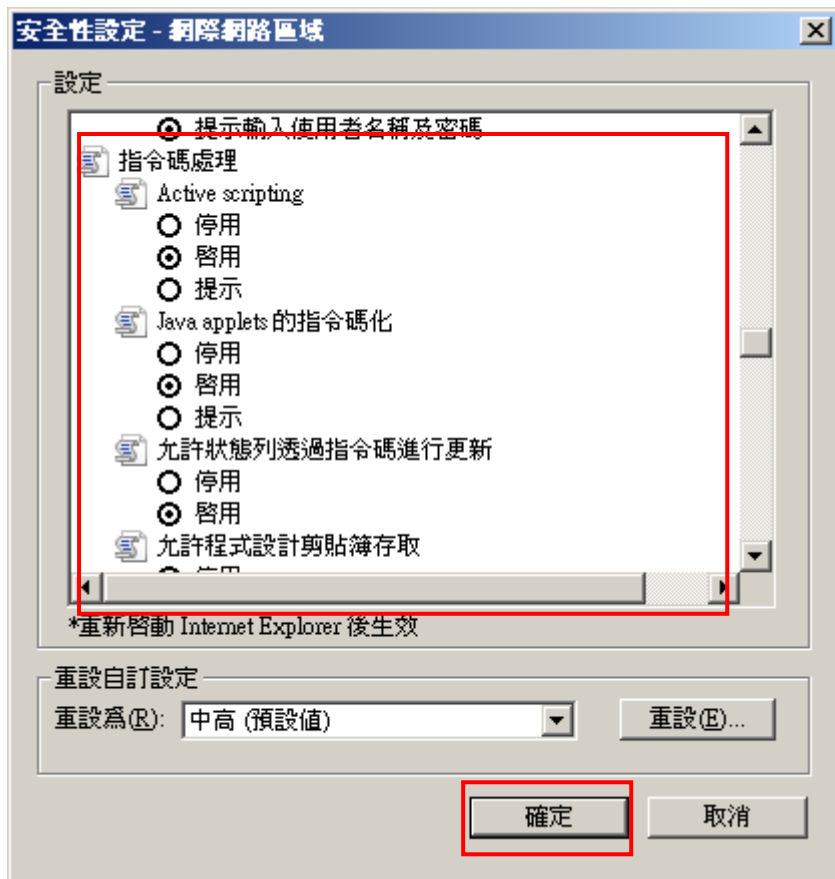 安全性設定 - 網際網路區域
設定
提示輸入使用者名稱及密碼
指令碼處理
Active scripting
停用
啓用
提示
Java applets 的指令碼化
停用
啓用
提示
允許狀態列透過指令碼進行更新
停用
啓用
允許程式設計剪貼簿存取
停用
*重新啓動 Internet Explorer 後生效
重設自訂設定
重設爲(R): 中高 (預設值) 重設(E)...
確定 取消